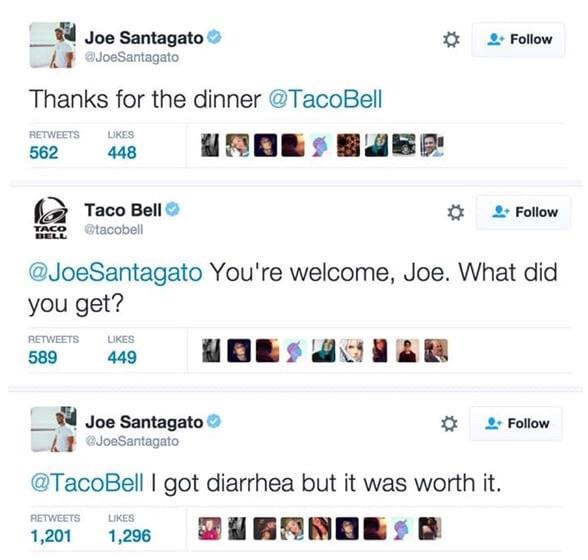 Joe Santagato
Follow
@JoeSantagato
Thanks for the dinner @TacoBell
RETWEETS LIKES
562 448
Taco Bell
Follow
TACO
BELL
@tacobell
@JoeSantagato You're welcome, Joe. What did
you get?
RETWEETS LIKES
589 449
Joe Santagato
Follow
@JoeSantagato
@TacoBell I got diarrhea but it was worth it.
RETWEETS LIKES
1,201 1,296